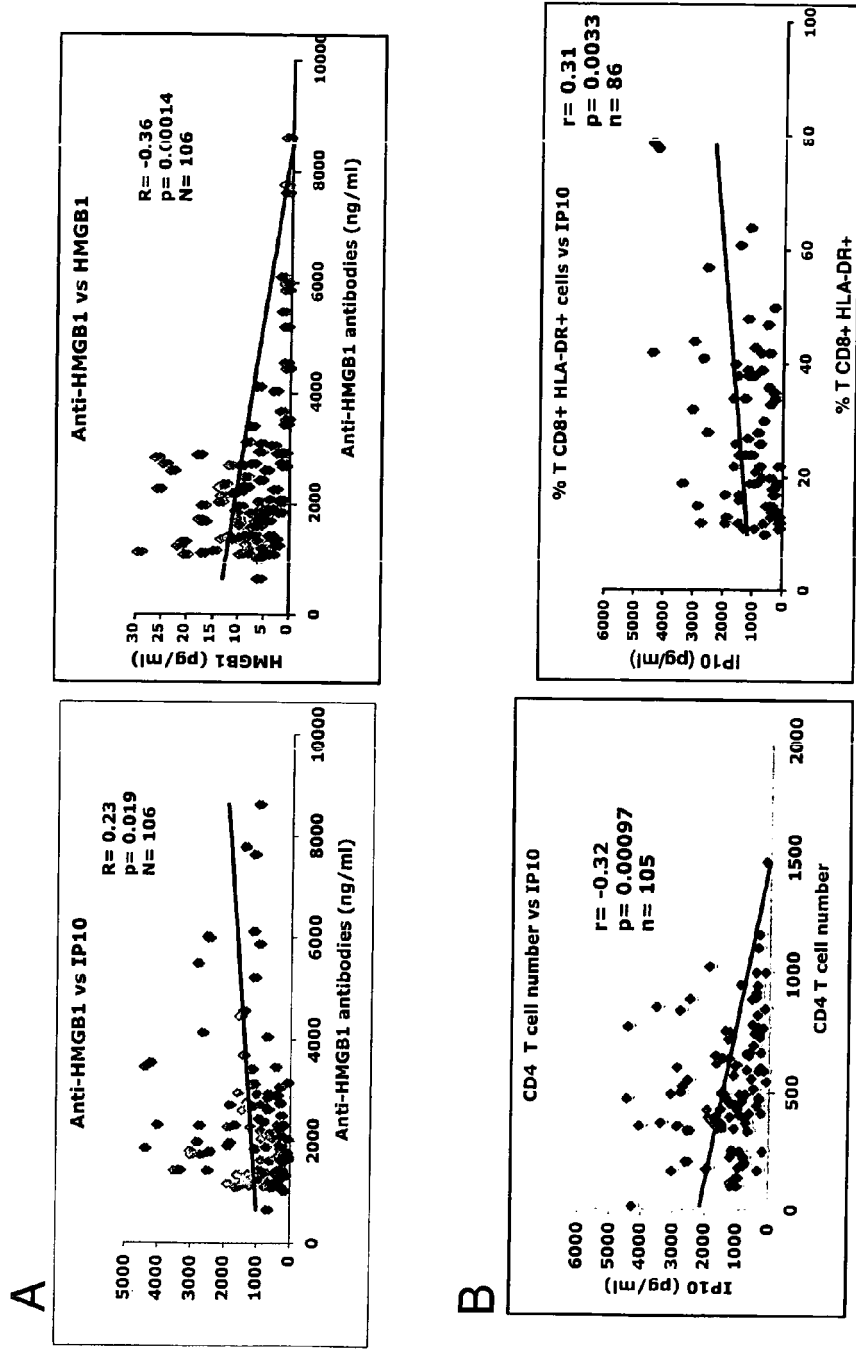 A
Anti-HMGB1 vs IP10
R= 0.23
p= 0.019
N= 106
5000
4000
3000
2000
1000
0
0
2000
4000
6000
8000
10000
Anti-HMGB1 antibodies (ng/ml)
Anti-HMGB1 vs HMGB1
R= -0.36
p= 0.00014
N= 106
HMGB1 (pg/ml)
30
25
20
15
10
5
0
0
2000
4000
6000
8000
10000
Anti-HMGB1 antibodies (ng/ml)
B
CD4 T cell number vs IP10
r= -0.32
p= 0.00097
n= 105
IP10 (pg/ml)
6000
5000
4000
3000
2000
1000
0
0
500
1000
1500
2000
CD4 T cell number
% T CD8+ HLA-DR+ cells vs IP10
r= 0.31
p= 0.0033
n= 86
IP10 (pg/ml)
6000
5000
4000
3000
2000
1000
0
0
20
40
60
80
100
% T CD8+ HLA-DR+